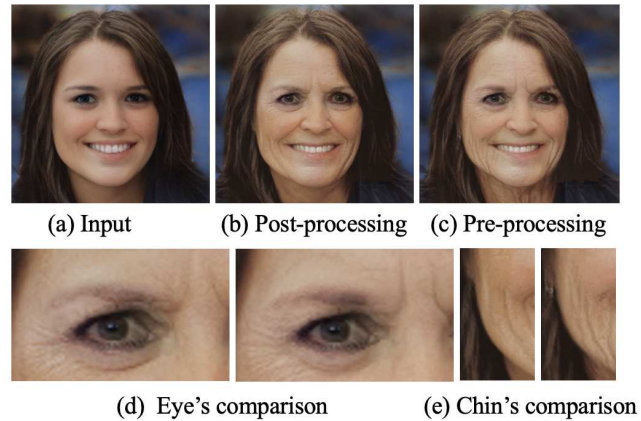 (a) Input
(b) Post-processing
(c) Pre-processing
(d) Eye's comparison
(e) Chin's comparison